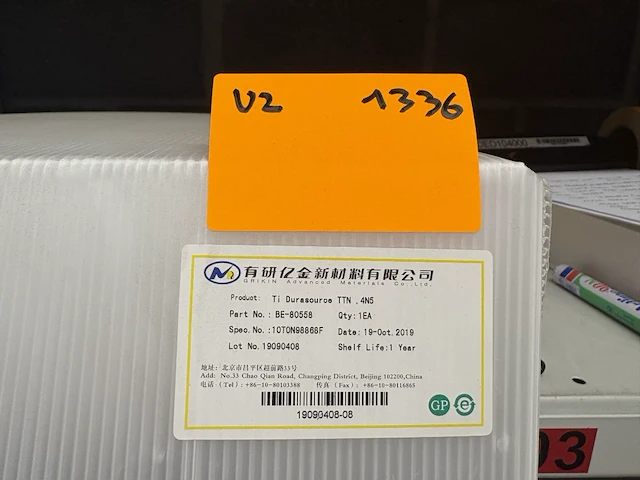 V2 1336
EO104000
有研亿金新材料有限公司
GRIKIN Advanced Materials Co.,Ltd.
Product: Ti Durasource TTN ,4N5
Part No.: BE-80558 Qty:1EA
Spec.No.:10TON98868F Date: 19-Oct.2019
Lot No.19090408 Shelf Life:1 Year
地址: 北京市昌平区超前路33号
Add: No.33 Chao Qian Road, Changping District, Beijing 102200,China
电话(Tel): +86-10-80103388 传真(Fax): +86-10-80116865
19090408-08
GP e
03